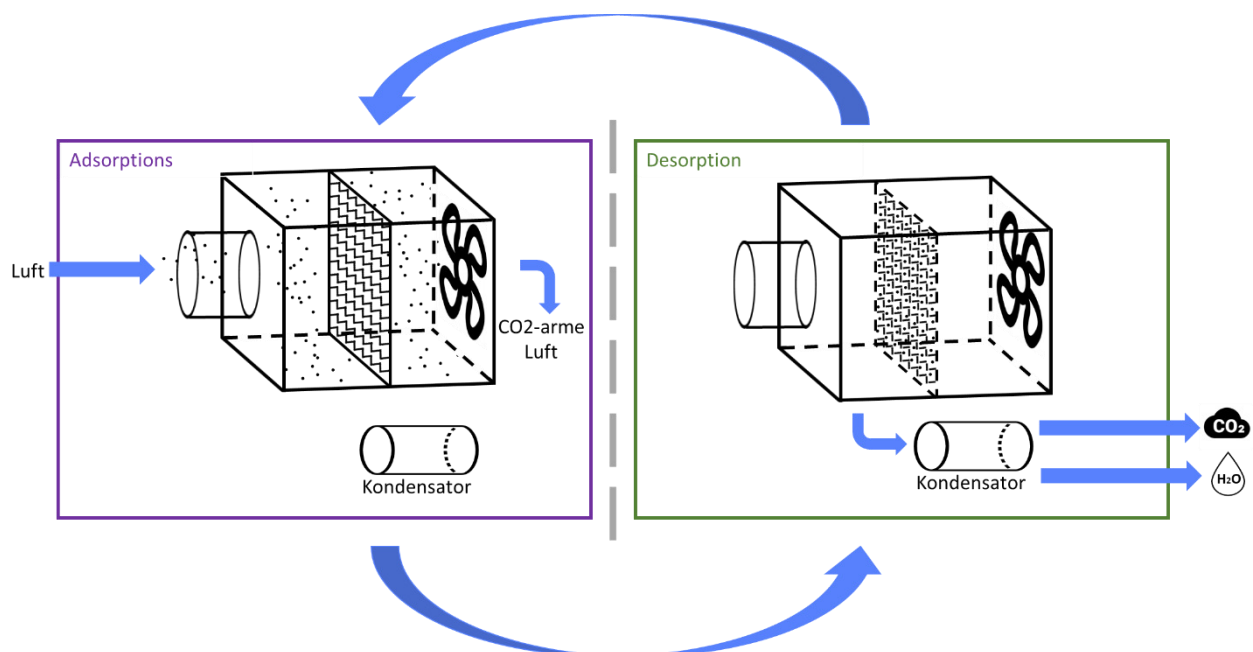 Adsorptions
Luft
CO2-arme
Luft
Kondensator
Desorption
Kondensator
CO₂
H₂O